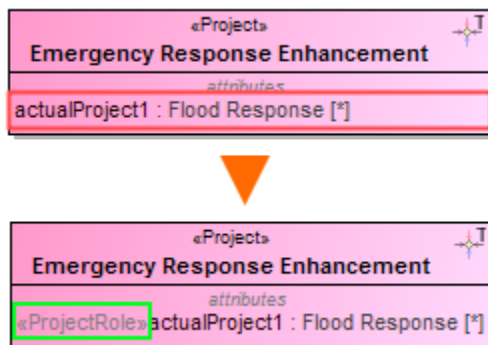 «Project»
T
Emergency Response Enhancement
attributes
actualProject1 : Flood Response [*]
«Project»
T
Emergency Response Enhancement
attributes
«ProjectRole»actualProject1 : Flood Response [*]